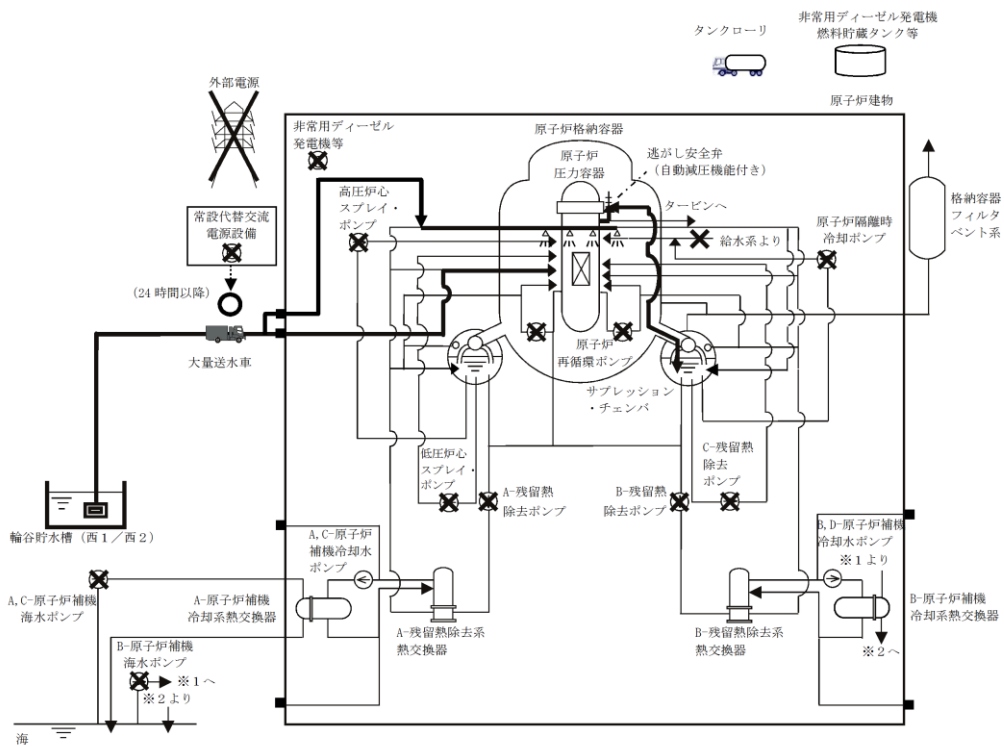 タンクローリ
非常用ディーゼル発電機
燃料貯蔵タンク等
外部電源
原子炉建物
非常用ディーゼル
発電機等
原子炉格納容器
原子炉
圧力容器
逃がし安全弁
(自動減圧機能付き)
高圧炉心
スプレイ・
ポンプ
タービンへ
給水系より
原子炉隔離時
冷却ポンプ
格納容器
フィルタ
ベント系
常設代替交流
電源設備
(24時間以降)
大量送水車
原子炉
再循環ポンプ
サプレッション
・チェンバ
低圧炉心
スプレイ・
ポンプ
A-残留熱
除去ポンプ
B-残留熱
除去ポンプ
C-残留熱
除去
ポンプ
輪谷貯水槽(西1/西2)
A,C-原子炉
補機冷却水
ポンプ
B,D-原子炉補機
冷却水ポンプ
※1より
A,C-原子炉補機
海水ポンプ
A-原子炉補機
冷却系熱交換器
A-残留熱除去系
熱交換器
B-残留熱除去系
熱交換器
B-原子炉補機
冷却系熱交換器
※2へ
B-原子炉補機
海水ポンプ
※1へ
※2より
海